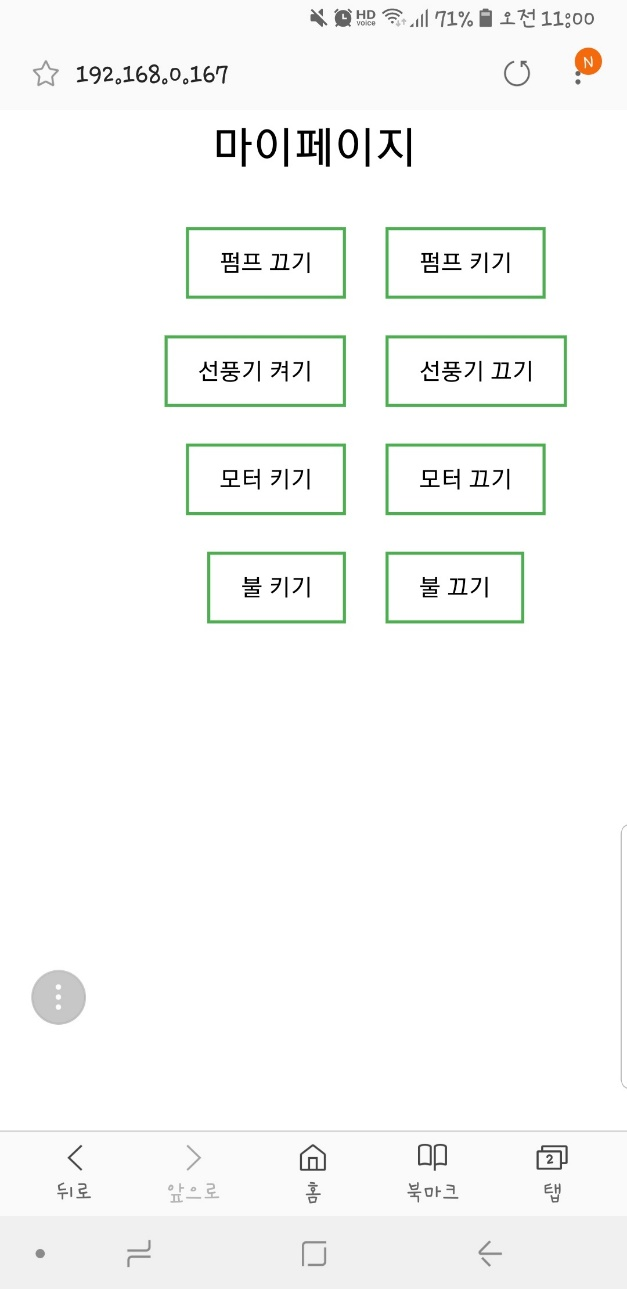 HD voice 71% 오전 11:00
192.168.0.167 N
마이페이지
펌프 끄기 펌프 키기
선풍기 켜기 선풍기 끄기
모터 키기 모터 끄기
불 키기 불 끄기
2
뒤로 앞으로 홈 북마크 탭